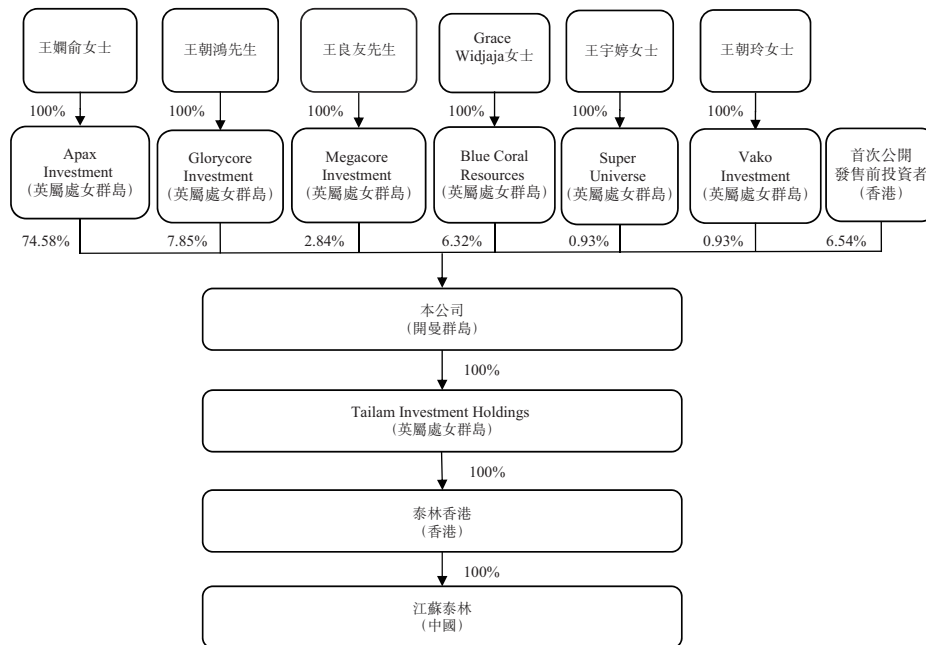 王嫻俞女士
王朝鴻先生
王良友先生
Grace
Widjaja女士
王宇婷女士
王朝玲女士
100%
100%
100%
100%
100%
100%
Apax
Investment
(英屬處女群島)
Glorycore
Investment
(英屬處女群島)
Megacore
Investment
(英屬處女群島)
Blue Coral
Resources
(英屬處女群島)
Super
Universe
(英屬處女群島)
Vako
Investment
(英屬處女群島)
首次公開
發售前投資者
(香港)
74.58%
7.85%
2.84%
6.32%
0.93%
0.93%
6.54%
本公司
(開曼群島)
100%
Tailam Investment Holdings
(英屬處女群島)
100%
泰林香港
(香港)
100%
江蘇泰林
(中國)